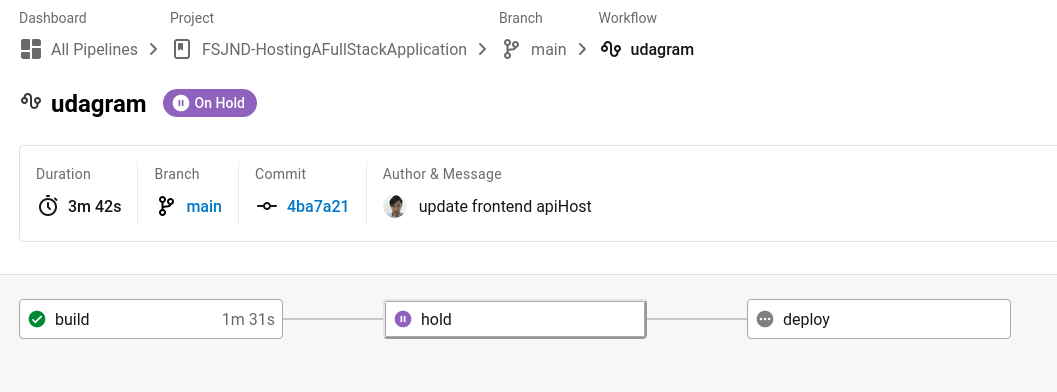 Dashboard Project Branch Workflow
All Pipelines FSJND-HostingAFullStackApplication main udagram
udagram On Hold
Duration Branch Commit Author & Message
3m 42s main 4ba7a21 update frontend apiHost
build 1m 31s hold deploy